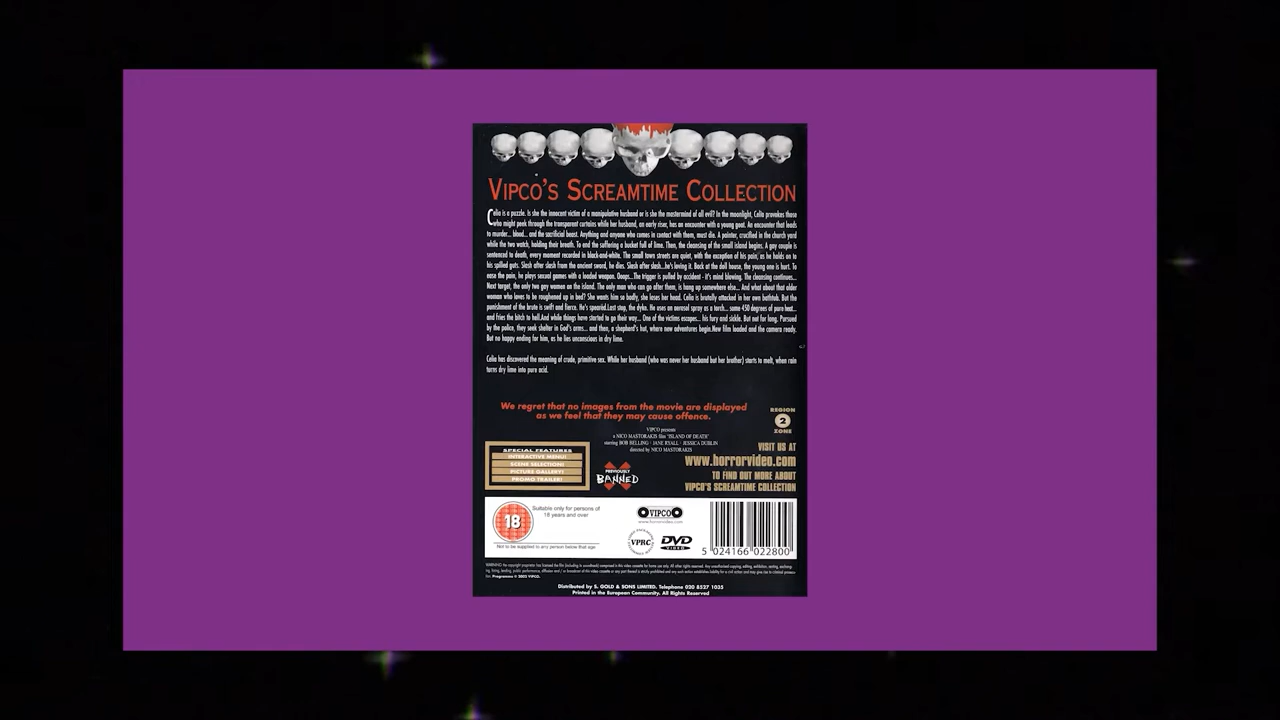 VIPCO'S SCREAMTIME COLLECTION
Celia is a puzzle. Is she the innocent victim of a manipulative husband or is she the mastermind of all evil? In the moonlight, Celia provokes those
who might peek through the transparent curtains while her husband, an early riser, has an encounter with a young goat. An encounter that leads
to murder... blood... and the sacrificial beast. Anything and anyone who comes in contact with them, must die. A painter, crucified in the church yard
while the two watch, holding their breath. To end the suffering a bucket full of lime. Then, the cleansing of the small island begins. A gay couple is
sentenced to death, every moment recorded in black-and-white. The small town streets are quiet, with the exception of his pain, as he holds on to
his spilled guts. Slash after slash from the ancient sword, he dies. Slash after slash...he's loving it. Back at the doll house, the young one is hurt. To
ease the pain, he plays sexual games with a loaded weapon. Ooops...The trigger is pulled by accident - it's mind blowing. The cleansing continues...
Next target, the only two gay women on the island. The only man who can go after them, is hang up somewhere else... And what about that older
woman who loves to be roughened up in bed? She wants him so badly, she loses her head. Celia is brutally attacked in her own bathtub. But the
punishment of the brute is swift and fierce. He's speared.Last stop, the dyke. He uses an aerosol spray as a torch... some 450 degrees of pure heat...
and fries the bitch to hell.And while things have started to go their way... One of the victims escapes... his fury and sickle. But not for long. Pursued
by the police, they seek shelter in God's arms... and then, a shepherd's hut, where now adventures begin.New film loaded and the camera ready.
But no happy ending for him, as he lies unconscious in dry lime.
Celia has discovered the meaning of crude, primitive sex. While her husband (who was never her husband but her brother) starts to melt, when rain
turns dry lime into pure acid.
We regret that no images from the movie are displayed
as we feel that they may cause offence.
REGION
2
ZONE
VIPCO presents
a NICO MASTORAKIS film 'ISLAND OF DEATH'
starring BOB BELLING · JANE RYALL · JESSICA DUBLIN
directed by NICO MASTORAKIS
SPECIAL FEATURES
INTERACTIVE MENU!
SCENE SELECTION!
PICTURE GALLERY!
PROMO TRAILER!
PREVIOUSLY
BANNED
VISIT US AT
www.horrorvideo.com
TO FIND OUT MORE ABOUT
VIPCO'S SCREAMTIME COLLECTION
18
Suitable only for persons of
18 years and over
Not to be supplied to any person below that age
VIPCO
www.horrorvideo.com
VPRC
DVD
VIDEO
5 024166 022800
Distributed by S. GOLD & SONS LIMITED. Telephone 020 8527 1035
Printed in the European Community. All Rights Reserved